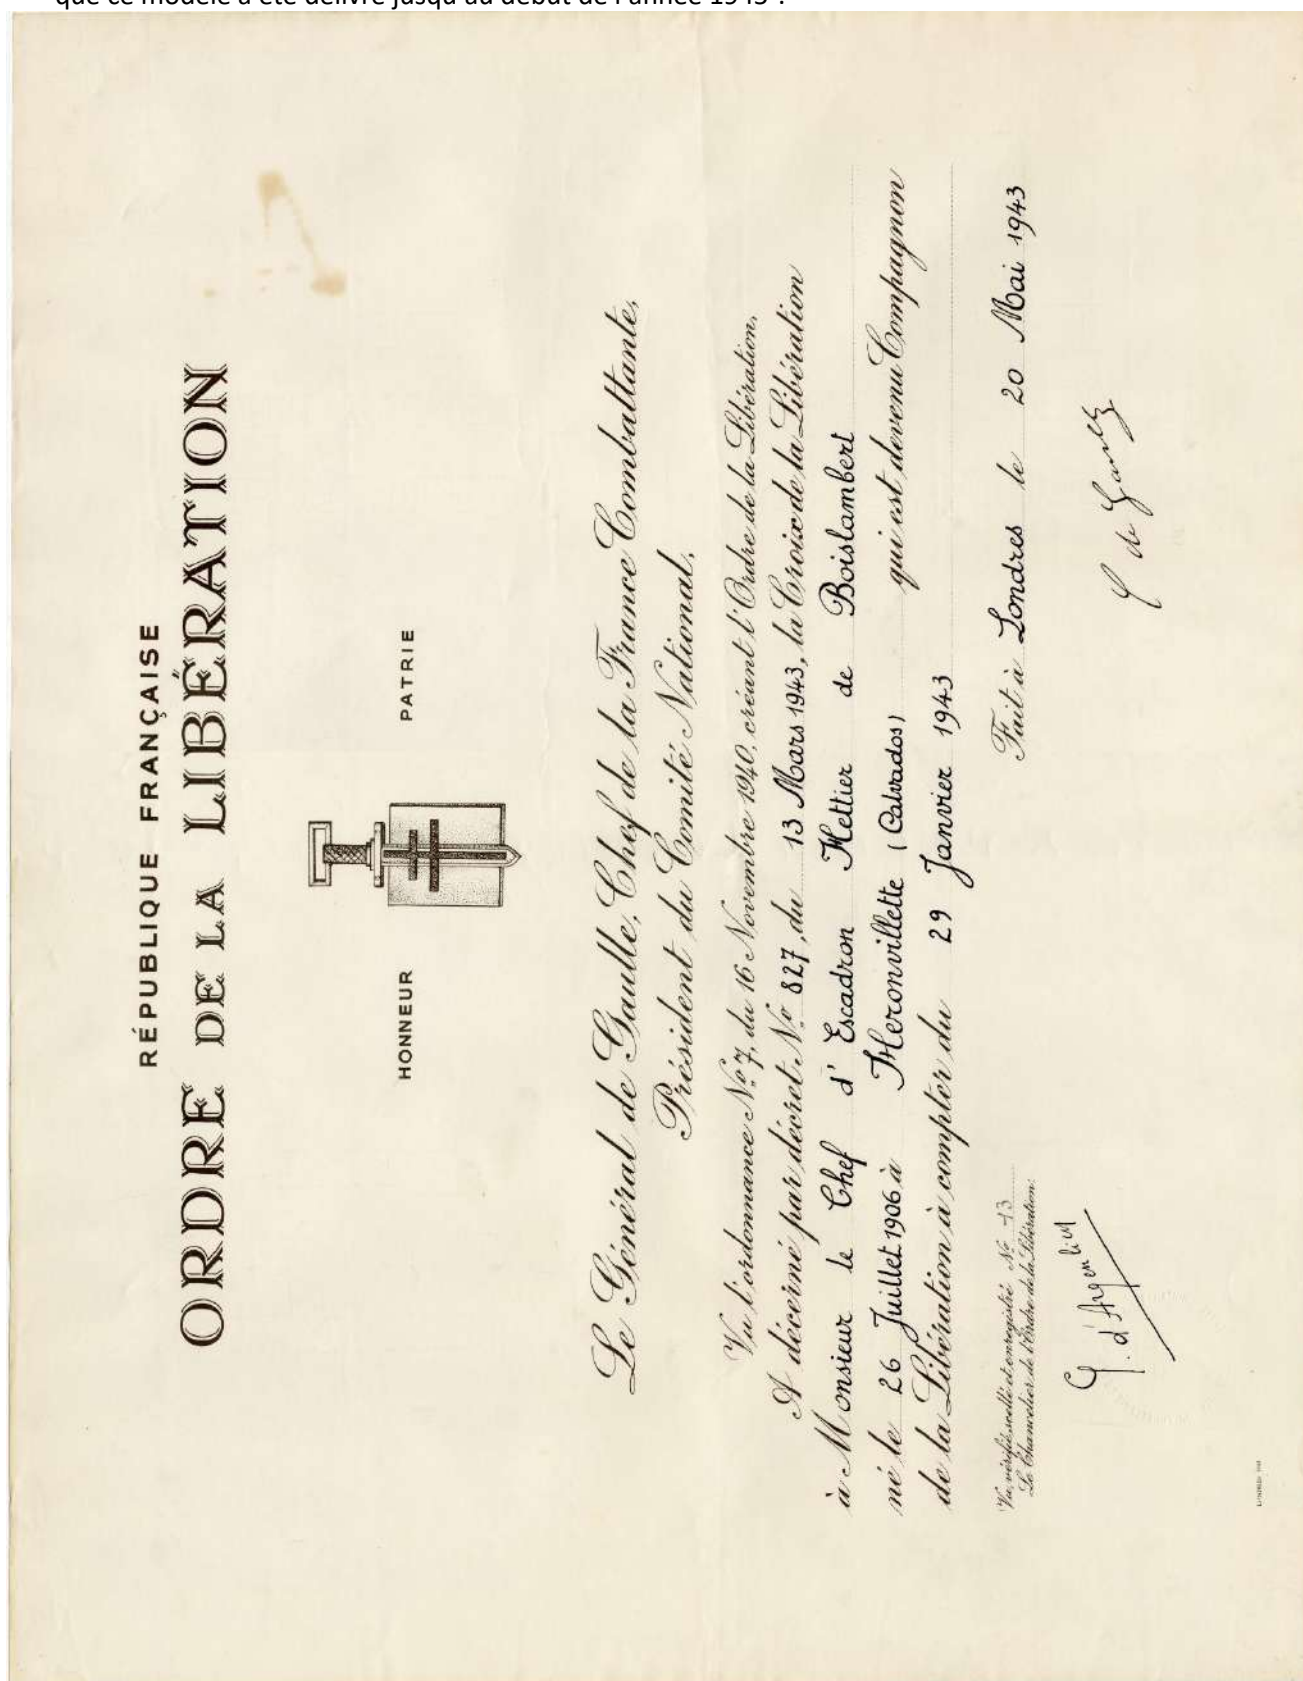 que ce modèle a été délivré jusqu'au début de l'année 1943 .
RÉPUBLIQUE FRANÇAISE
ORDRE DE LA LIBÉRATION
HONNEUR PATRIE
Le Général de Gaulle, Chef de la France Combattante,
Président du Comité National,
Vu l'ordonnance No 7, du 16 Novembre 1940, créant l'Ordre de la Libération,
A décerné par décret No 827, du 13 Mars 1943, la Croix de la Libération
à Monsieur le Chef d'Escadron Hettier de Boislambert
né le 26 Juillet 1906 à Heronvillette (Calvados) qui est devenu Compagnon
de la Libération à compter du 29 Janvier 1943
Fait à Londres le 20 Mai 1943
Vu, vérifié, scellé et enregistré No 13
Le Chancelier de l'Ordre de la Libération:
G. d'Argenlieu
C de Gaulle